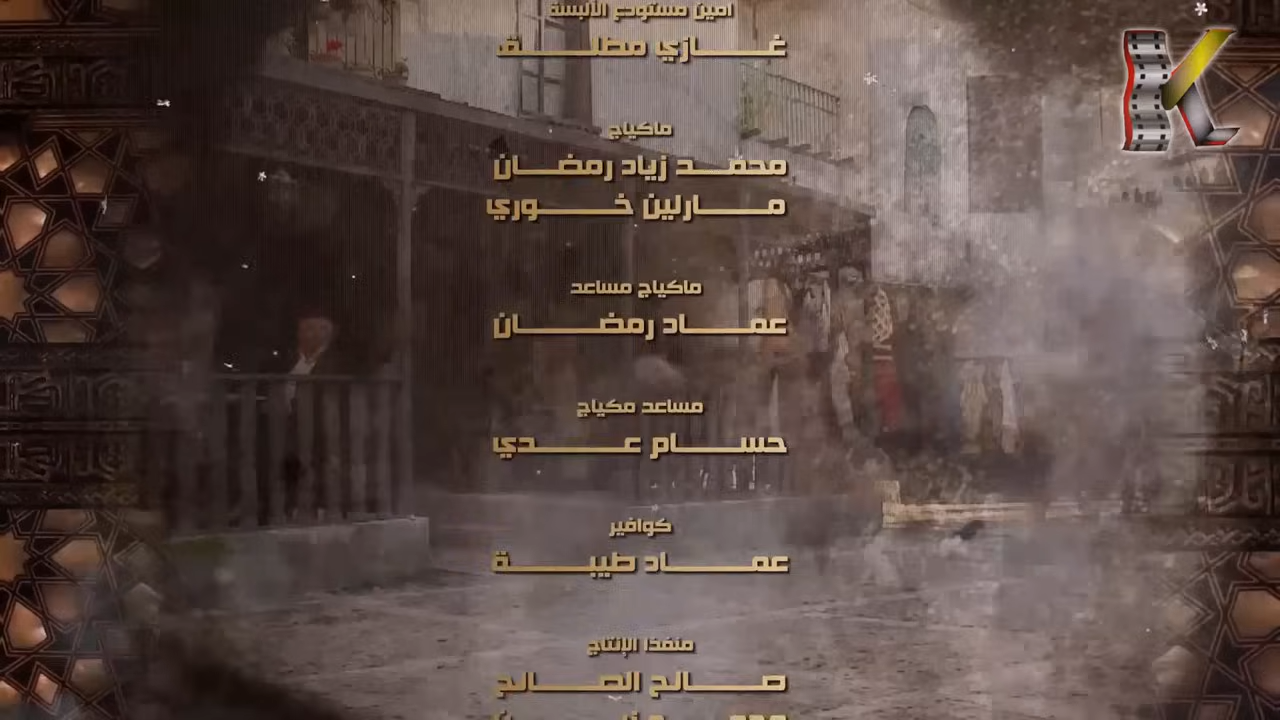 امين مستودع الألبسة
غازي مطلق
ماكياج
محمد زياد رمضان
مارلين خوري
ماكياج مساعد
عماد رمضان
مساعد مكياج
حسام عدي
كوافير
عماد طيبة
منفذا الإنتاج
صالح الصالح